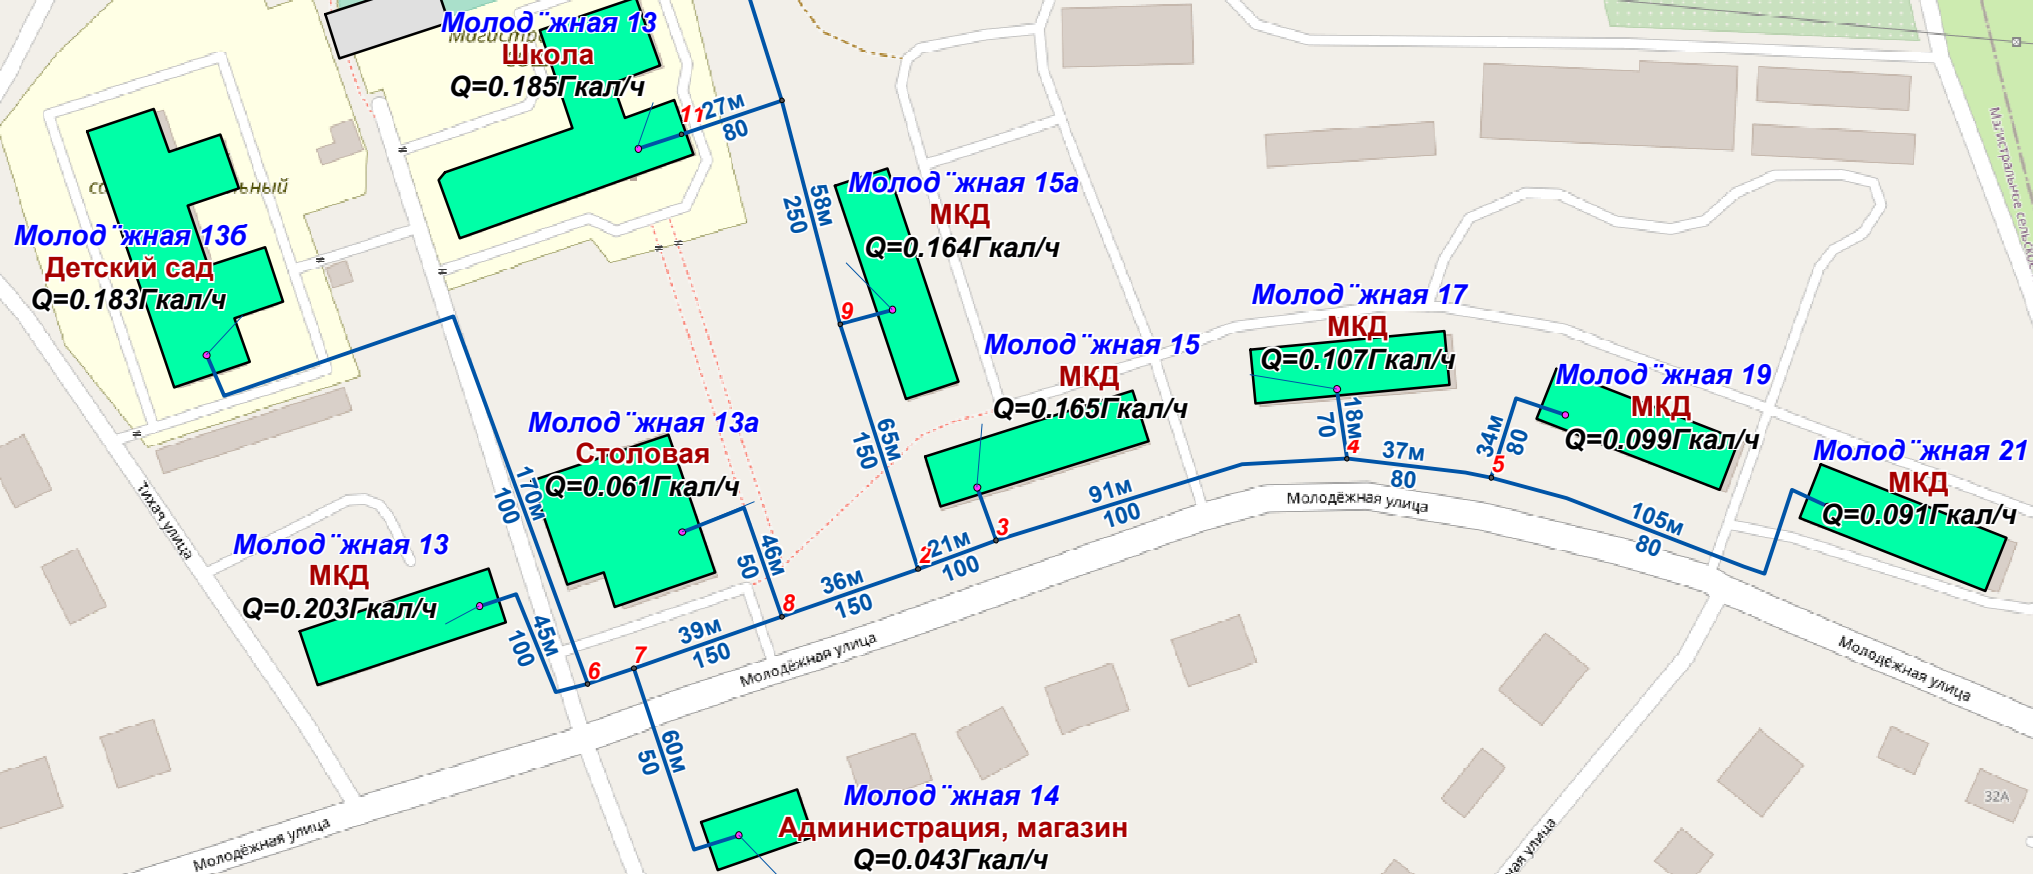 Молод¨жная 13
Школа
Q=0.185Гкал/ч
11
27м
80
58м
250
Молод¨жная 15а
МКД
Q=0.164Гкал/ч
9
Молод¨жная 13б
Детский сад
Q=0.183Гкал/ч
Молод¨жная 17
МКД
Q=0.107Гкал/ч
18м
70
4
Молод¨жная 15
МКД
Q=0.165Гкал/ч
Молод¨жная 19
МКД
Q=0.099Гкал/ч
34м
80
5
37м
80
Молод¨жная 21
МКД
Q=0.091Гкал/ч
105м
80
Молод¨жная 13а
Столовая
Q=0.061Гкал/ч
65м
150
170м
100
46м
50
91м
100
3
21м
100
2
36м
150
8
Молод¨жная 13
МКД
Q=0.203Гкал/ч
45м
100
6
7
39м
150
60м
50
Молод¨жная 14
Администрация, магазин
Q=0.043Гкал/ч
Тихая улица
Молодёжная улица
Молодёжная улица
Молодёжная улица
Молодёжная улица
32А